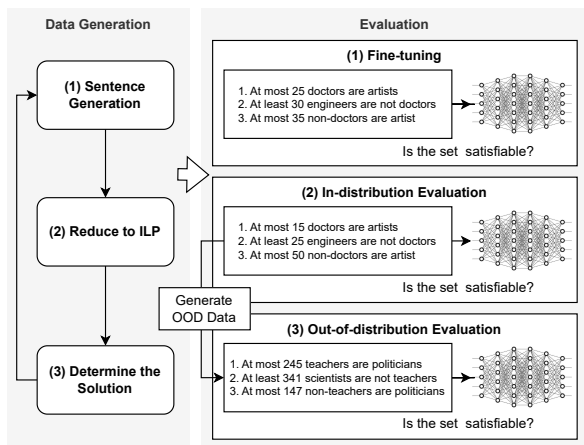 Data Generation
(1) Sentence
Generation
(2) Reduce to ILP
(3) Determine the
Solution
Evaluation
(1) Fine-tuning
1. At most 25 doctors are artists
2. At least 30 engineers are not doctors
3. At most 35 non-doctors are artist
Is the set satisfiable?
(2) In-distribution Evaluation
1. At most 15 doctors are artists
2. At least 25 engineers are not doctors
3. At most 50 non-doctors are artist
Is the set satisfiable?
Generate
OOD Data
(3) Out-of-distribution Evaluation
1. At most 245 teachers are politicians
2. At least 341 scientists are not teachers
3. At most 147 non-teachers are politicians
Is the set satisfiable?